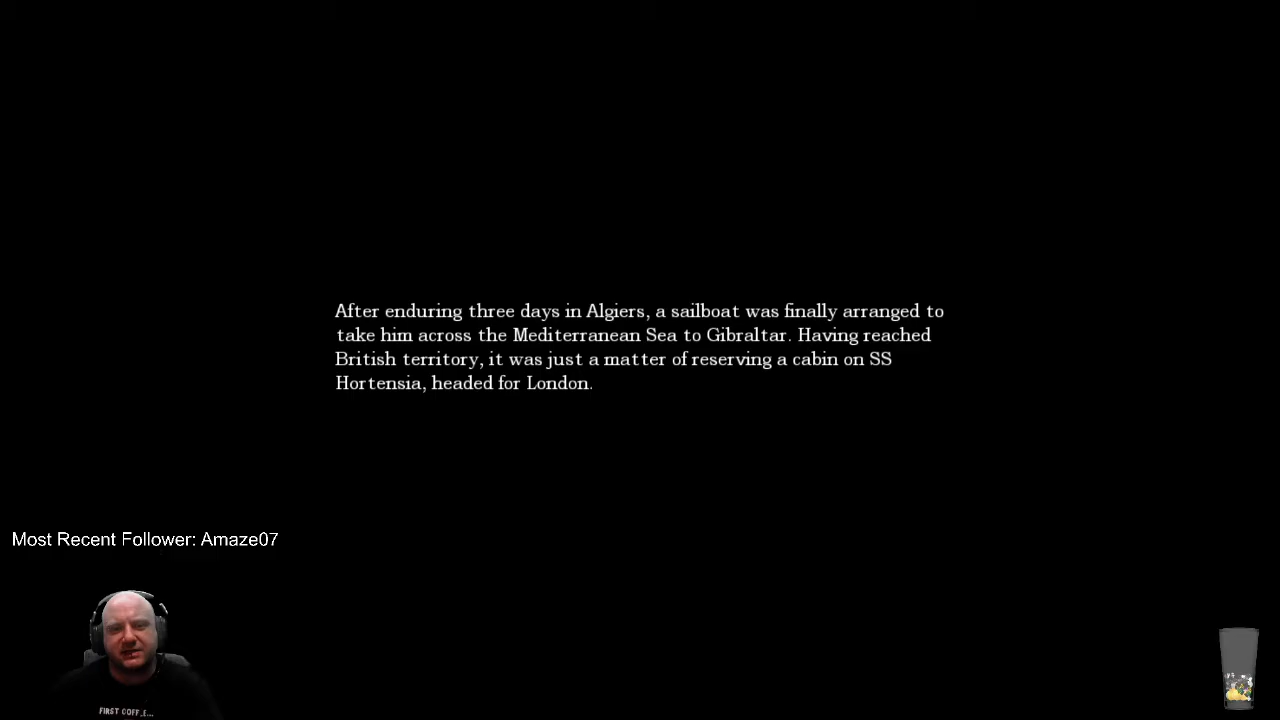 After enduring three days in Algiers, a sailboat was finally arranged to
take him across the Mediterranean Sea to Gibraltar. Having reached
British territory, it was just a matter of reserving a cabin on SS
Hortensia, headed for London.
Most Recent Follower: Amaze07
FIRST